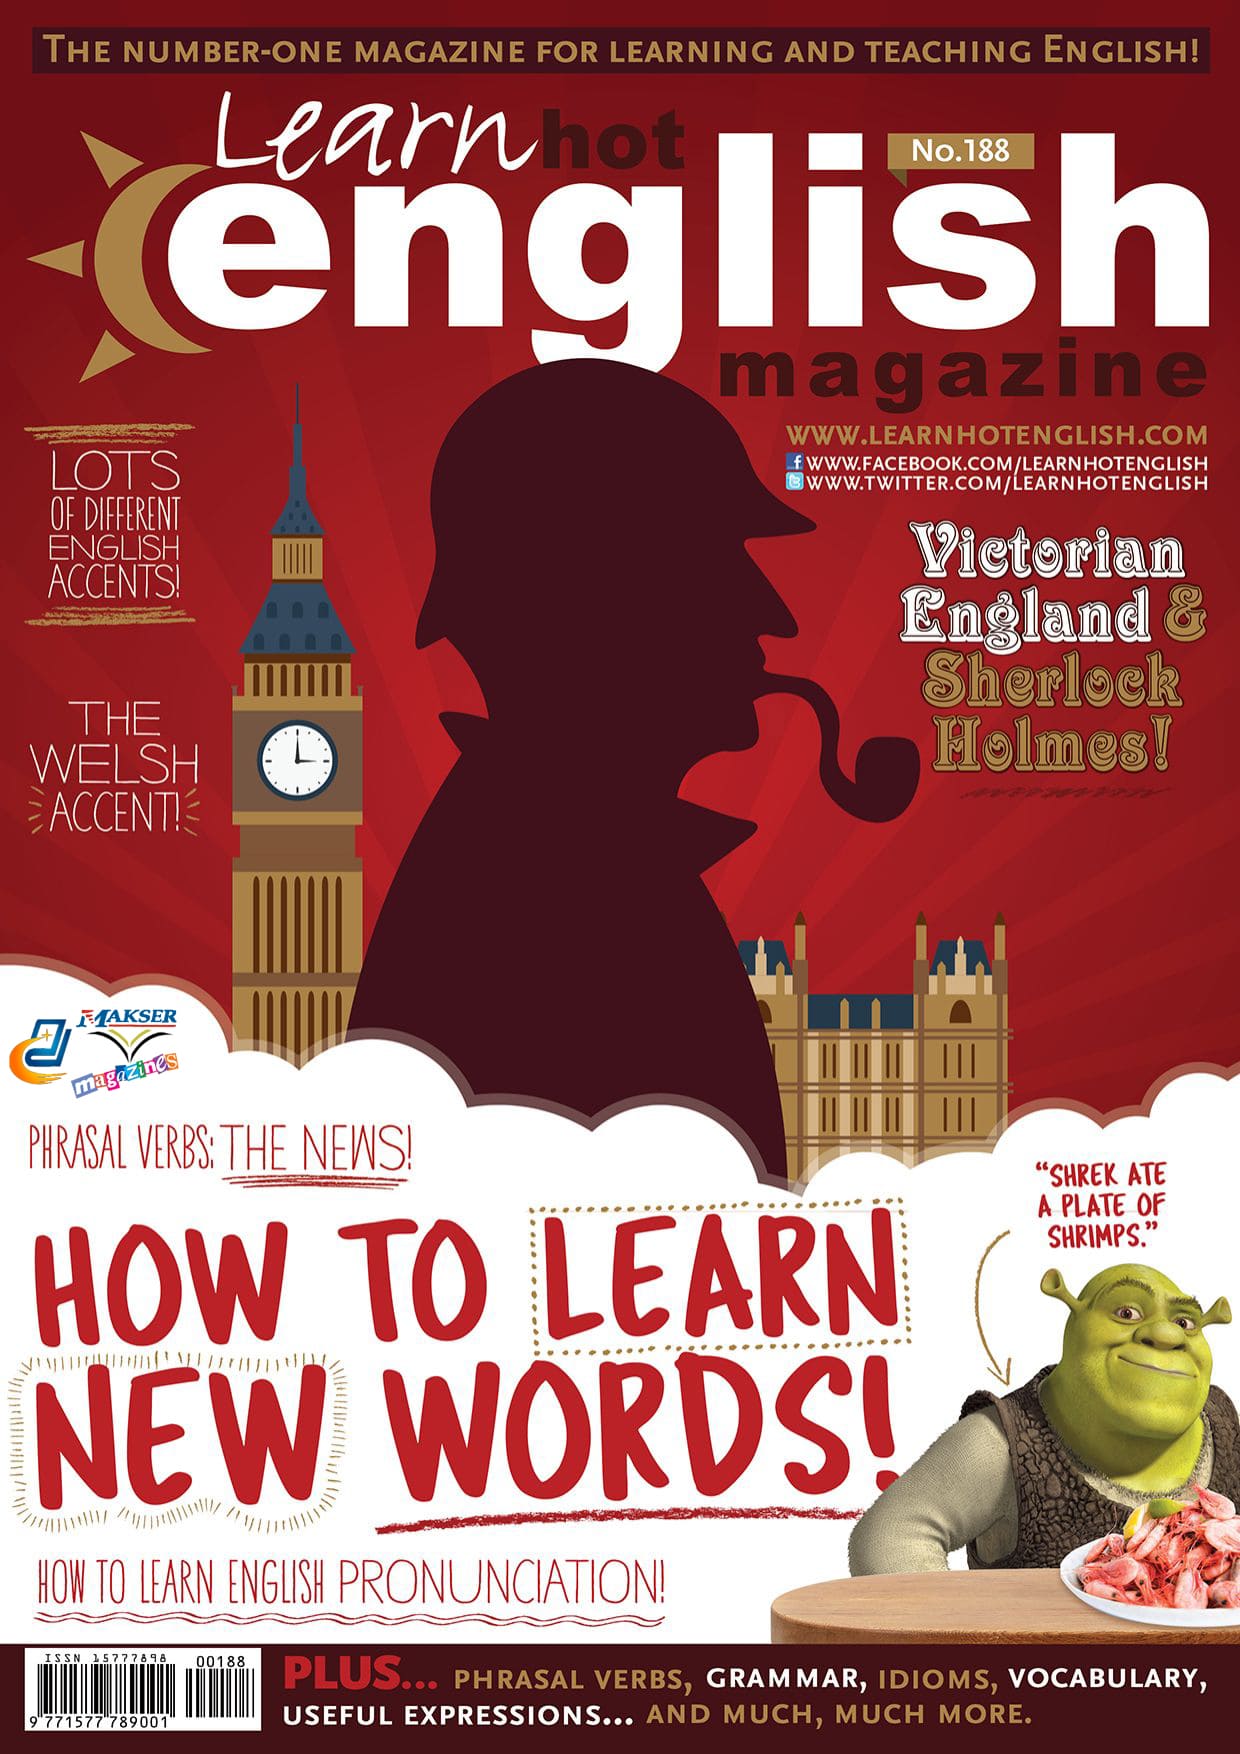 THE NUMBER-ONE MAGAZINE FOR LEARNING AND TEACHING ENGLISH!
Learn hot
No.188
english
magazine
WWW.LEARNHOTENGLISH.COM
f WWW.FACEBOOK.COM/LEARNHOTENGLISH
WWW.TWITTER.COM/LEARNHOTENGLISH
LOTS
OF DIFFERENT
ENGLISH
ACCENTS!
Victorian
England &
Sherlock
Holmes!
THE
WELSH
ACCENT!
MAKSER
magazines
PHRASAL VERBS: THE NEWS!
"SHREK ATE
A PLATE OF
SHRIMPS."
HOW TO LEARN
NEW WORDS!
HOW TO LEARN ENGLISH PRONUNCIATION!
ISSN 15777898
00188
9 771577 789001
PLUS... PHRASAL VERBS, GRAMMAR, IDIOMS, VOCABULARY,
USEFUL EXPRESSIONS... AND MUCH, MUCH MORE.